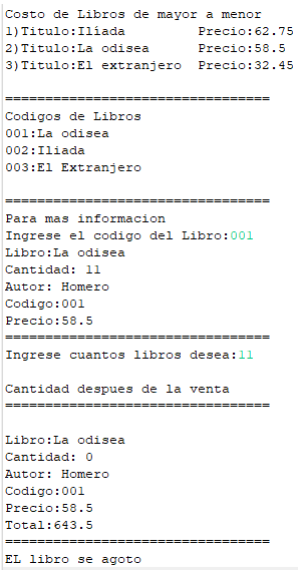 Costo de Libros de mayor a menor
1)Titulo:Ilíada Precio:62.75
2)Titulo:La odisea Precio:58.5
3)Titulo:El extranjero Precio:32.45
=================================
Codigos de Libros
001:La odisea
002:Iliada
003:El Extranjero
=================================
Para mas informacion
Ingrese el codigo del Libro:001
Libro:La odisea
Cantidad: 11
Autor: Homero
Codigo:001
Precio:58.5
=================================
Ingrese cuantos libros desea:11
Cantidad despues de la venta
=================================
Libro:La odisea
Cantidad: 0
Autor: Homero
Codigo:001
Precio:58.5
Total:643.5
=================================
EL libro se agoto